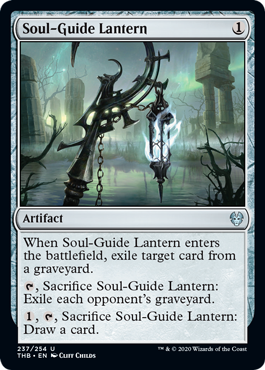 Soul-Guide Lantern 1
Artifact
When Soul-Guide Lantern enters
the battlefield, exile target card from
a graveyard.
, Sacrifice Soul-Guide Lantern:
Exile each opponent's graveyard.
1, , Sacrifice Soul-Guide Lantern:
Draw a card.
237/254 U
THB • EN CLIFF CHILDS ™ & © 2020 Wizards of the Coast